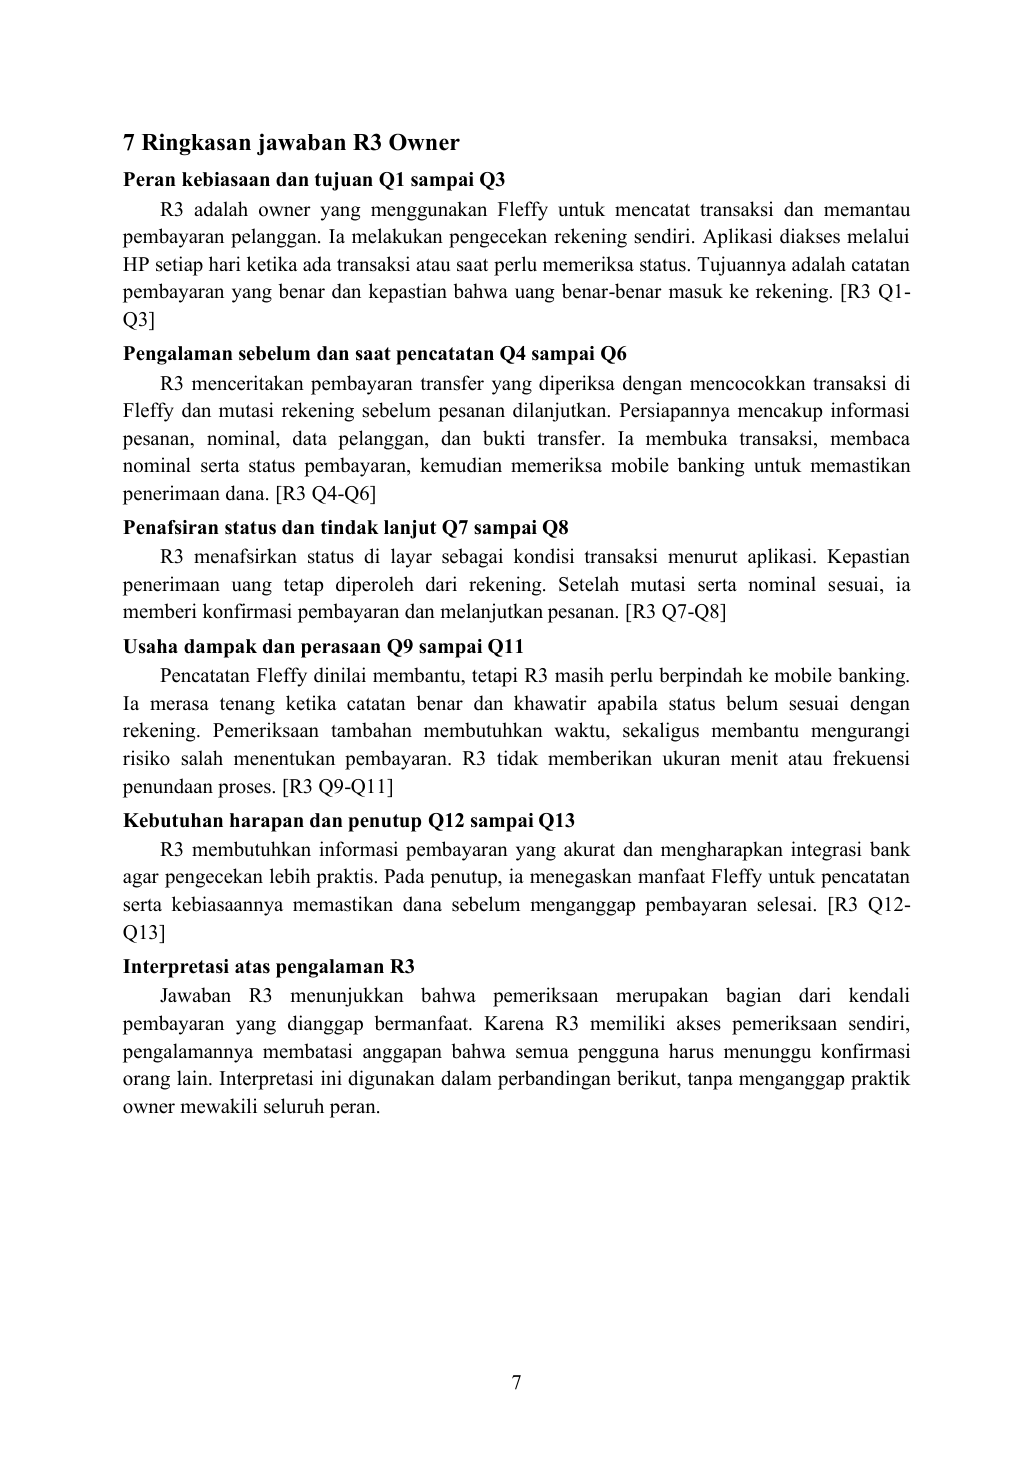 7 Ringkasan jawaban R3 Owner
Peran kebiasaan dan tujuan Q1 sampai Q3
R3 adalah owner yang menggunakan Fleffy untuk mencatat transaksi dan memantau
pembayaran pelanggan. Ia melakukan pengecekan rekening sendiri. Aplikasi diakses melalui
HP setiap hari ketika ada transaksi atau saat perlu memeriksa status. Tujuannya adalah catatan
pembayaran yang benar dan kepastian bahwa uang benar-benar masuk ke rekening. [R3 Q1-
Q3]
Pengalaman sebelum dan saat pencatatan Q4 sampai Q6
R3 menceritakan pembayaran transfer yang diperiksa dengan mencocokkan transaksi di
Fleffy dan mutasi rekening sebelum pesanan dilanjutkan. Persiapannya mencakup informasi
pesanan, nominal, data pelanggan, dan bukti transfer. Ia membuka transaksi, membaca
nominal serta status pembayaran, kemudian memeriksa mobile banking untuk memastikan
penerimaan dana. [R3 Q4-Q6]
Penafsiran status dan tindak lanjut Q7 sampai Q8
R3 menafsirkan status di layar sebagai kondisi transaksi menurut aplikasi. Kepastian
penerimaan uang tetap diperoleh dari rekening. Setelah mutasi serta nominal sesuai, ia
memberi konfirmasi pembayaran dan melanjutkan pesanan. [R3 Q7-Q8]
Usaha dampak dan perasaan Q9 sampai Q11
Pencatatan Fleffy dinilai membantu, tetapi R3 masih perlu berpindah ke mobile banking.
Ia merasa tenang ketika catatan benar dan khawatir apabila status belum sesuai dengan
rekening. Pemeriksaan tambahan membutuhkan waktu, sekaligus membantu mengurangi
risiko salah menentukan pembayaran. R3 tidak memberikan ukuran menit atau frekuensi
penundaan proses. [R3 Q9-Q11]
Kebutuhan harapan dan penutup Q12 sampai Q13
R3 membutuhkan informasi pembayaran yang akurat dan mengharapkan integrasi bank
agar pengecekan lebih praktis. Pada penutup, ia menegaskan manfaat Fleffy untuk pencatatan
serta kebiasaannya memastikan dana sebelum menganggap pembayaran selesai. [R3 Q12-
Q13]
Interpretasi atas pengalaman R3
Jawaban R3 menunjukkan bahwa pemeriksaan merupakan bagian dari kendali
pembayaran yang dianggap bermanfaat. Karena R3 memiliki akses pemeriksaan sendiri,
pengalamannya membatasi anggapan bahwa semua pengguna harus menunggu konfirmasi
orang lain. Interpretasi ini digunakan dalam perbandingan berikut, tanpa menganggap praktik
owner mewakili seluruh peran.
7